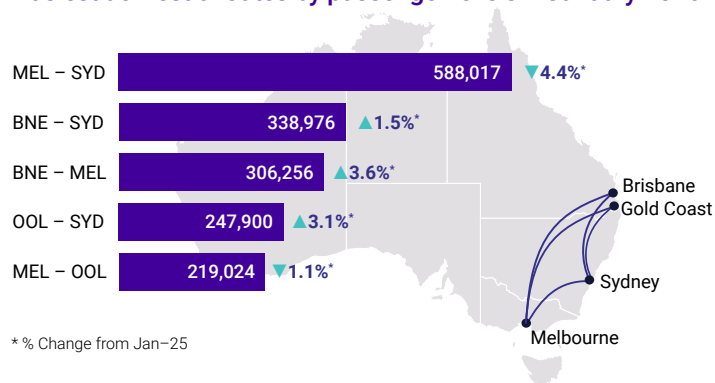 MEL – SYD 588,017 ▼4.4%*
BNE – SYD 338,976 ▲1.5%*
BNE – MEL 306,256 ▲3.6%*
OOL – SYD 247,900 ▲3.1%*
MEL – OOL 219,024 ▼1.1%*
Brisbane
Gold Coast
Sydney
Melbourne
* % Change from Jan–25